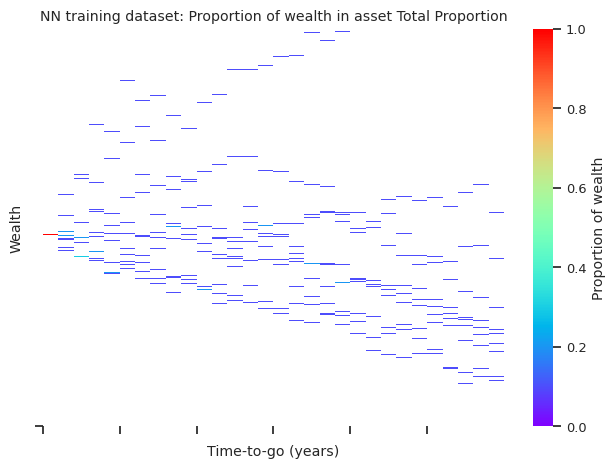 NN training dataset: Proportion of wealth in asset Total Proportion
Wealth
Time-to-go (years)
1.0
0.8
0.6
0.4
0.2
0.0
Proportion of wealth